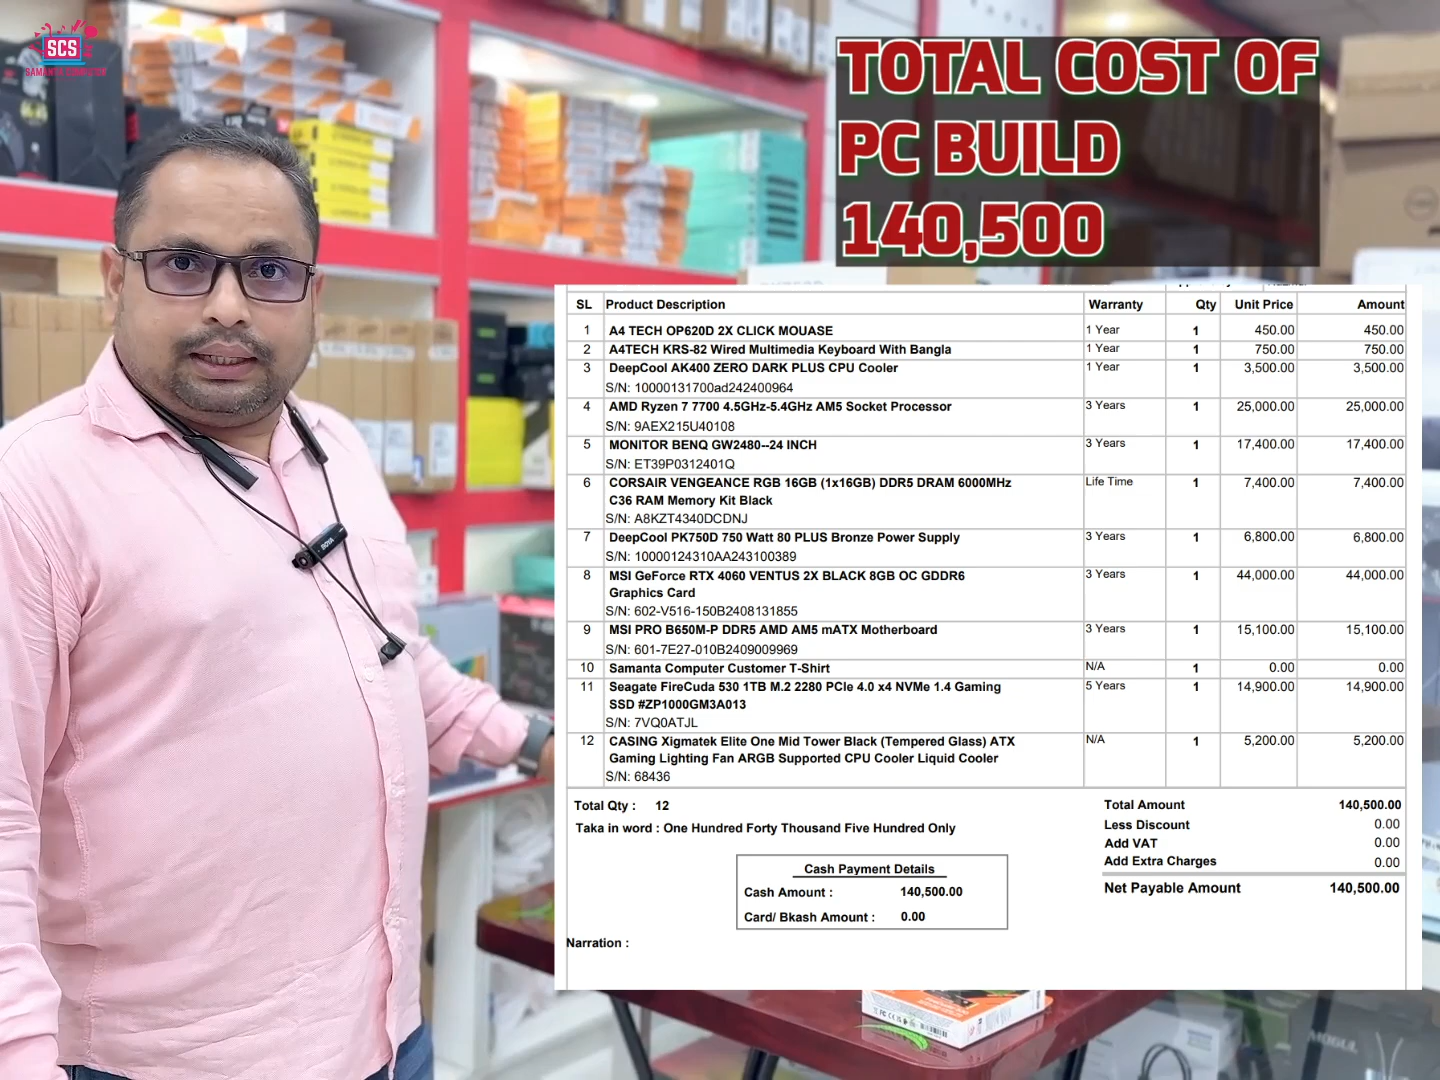 SCS
SAMANTA COMPUTER
TOTAL COST OF
PC BUILD
140,500
SL Product Description Warranty Qty Unit Price Amount
1 A4 TECH OP620D 2X CLICK MOUASE 1 Year 1 450.00 450.00
2 A4TECH KRS-82 Wired Multimedia Keyboard With Bangla 1 Year 1 750.00 750.00
3 DeepCool AK400 ZERO DARK PLUS CPU Cooler 1 Year 1 3,500.00 3,500.00
S/N: 10000131700ad242400964
4 AMD Ryzen 7 7700 4.5GHz-5.4GHz AM5 Socket Processor 3 Years 1 25,000.00 25,000.00
S/N: 9AEX215U40108
5 MONITOR BENQ GW2480--24 INCH 3 Years 1 17,400.00 17,400.00
S/N: ET39P0312401Q
6 CORSAIR VENGEANCE RGB 16GB (1x16GB) DDR5 DRAM 6000MHz Life Time 1 7,400.00 7,400.00
C36 RAM Memory Kit Black
S/N: A8KZT4340DCDNJ
7 DeepCool PK750D 750 Watt 80 PLUS Bronze Power Supply 3 Years 1 6,800.00 6,800.00
S/N: 10000124310AA243100389
8 MSI GeForce RTX 4060 VENTUS 2X BLACK 8GB OC GDDR6 3 Years 1 44,000.00 44,000.00
Graphics Card
S/N: 602-V516-150B2408131855
9 MSI PRO B650M-P DDR5 AMD AM5 mATX Motherboard 3 Years 1 15,100.00 15,100.00
S/N: 601-7E27-010B2409009969
10 Samanta Computer Customer T-Shirt N/A 1 0.00 0.00
11 Seagate FireCuda 530 1TB M.2 2280 PCIe 4.0 x4 NVMe 1.4 Gaming 5 Years 1 14,900.00 14,900.00
SSD #ZP1000GM3A013
S/N: 7VQ0ATJL
12 CASING Xigmatek Elite One Mid Tower Black (Tempered Glass) ATX N/A 1 5,200.00 5,200.00
Gaming Lighting Fan ARGB Supported CPU Cooler Liquid Cooler
S/N: 68436
Total Qty : 12 Total Amount 140,500.00
Taka in word : One Hundred Forty Thousand Five Hundred Only Less Discount 0.00
Add VAT 0.00
Add Extra Charges 0.00
Net Payable Amount 140,500.00
Cash Payment Details
Cash Amount : 140,500.00
Card/ Bkash Amount : 0.00
Narration :
BOYA